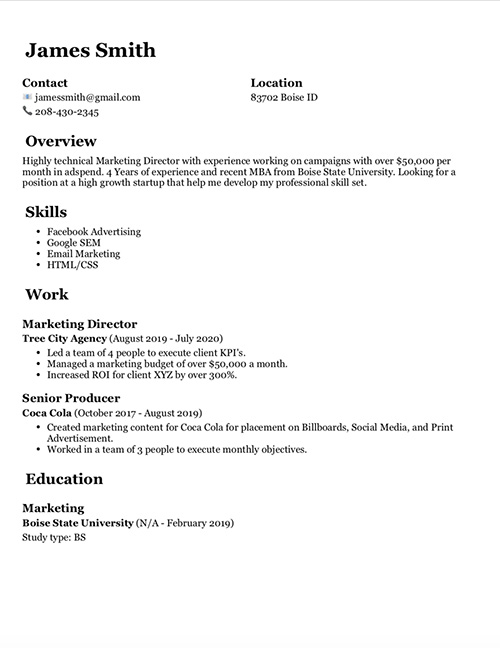 James Smith
Contact
jamessmith@gmail.com
208-430-2345
Location
83702 Boise ID
Overview
Highly technical Marketing Director with experience working on campaigns with over $50,000 per
month in adspend. 4 Years of experience and recent MBA from Boise State University. Looking for a
position at a high growth startup that help me develop my professional skill set.
Skills
• Facebook Advertising
• Google SEM
• Email Marketing
• HTML/CSS
Work
Marketing Director
Tree City Agency (August 2019 - July 2020)
• Led a team of 4 people to execute client KPI's.
• Managed a marketing budget of over $50,000 a month.
• Increased ROI for client XYZ by over 300%.
Senior Producer
Coca Cola (October 2017 - August 2019)
• Created marketing content for Coca Cola for placement on Billboards, Social Media, and Print
Advertisement.
• Worked in a team of 3 people to execute monthly objectives.
Education
Marketing
Boise State University (N/A - February 2019)
Study type: BS